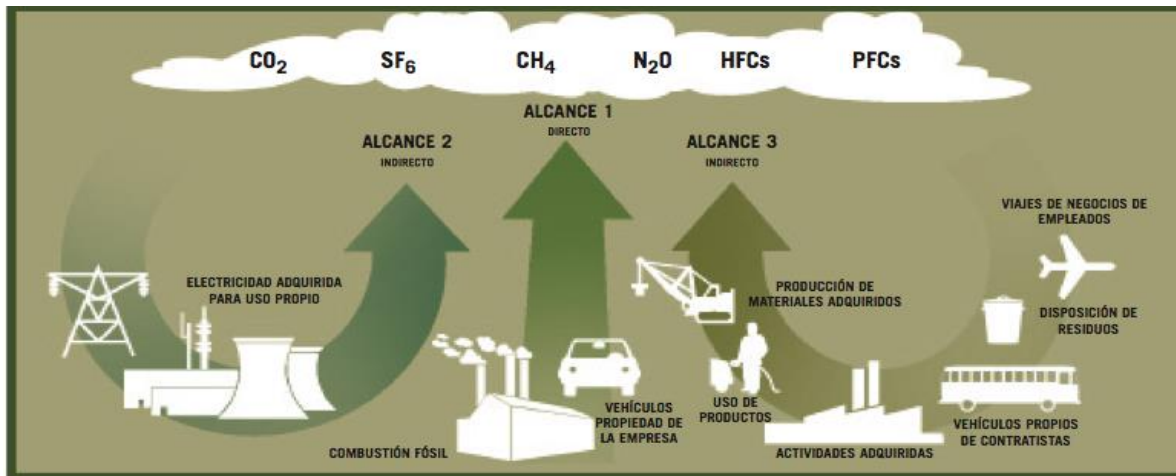 CO2
SF6
CH4
N2O
HFCs
PFCs
ALCANCE 1
DIRECTO
ALCANCE 2
INDIRECTO
ALCANCE 3
INDIRECTO
ELECTRICIDAD ADQUIRIDA
PARA USO PROPIO
COMBUSTIÓN FÓSIL
VEHÍCULOS
PROPIEDAD DE
LA EMPRESA
PRODUCCIÓN DE
MATERIALES ADQUIRIDOS
USO DE
PRODUCTOS
ACTIVIDADES ADQUIRIDAS
VIAJES DE NEGOCIOS DE
EMPLEADOS
DISPOSICIÓN DE
RESIDUOS
VEHÍCULOS PROPIOS
DE CONTRATISTAS